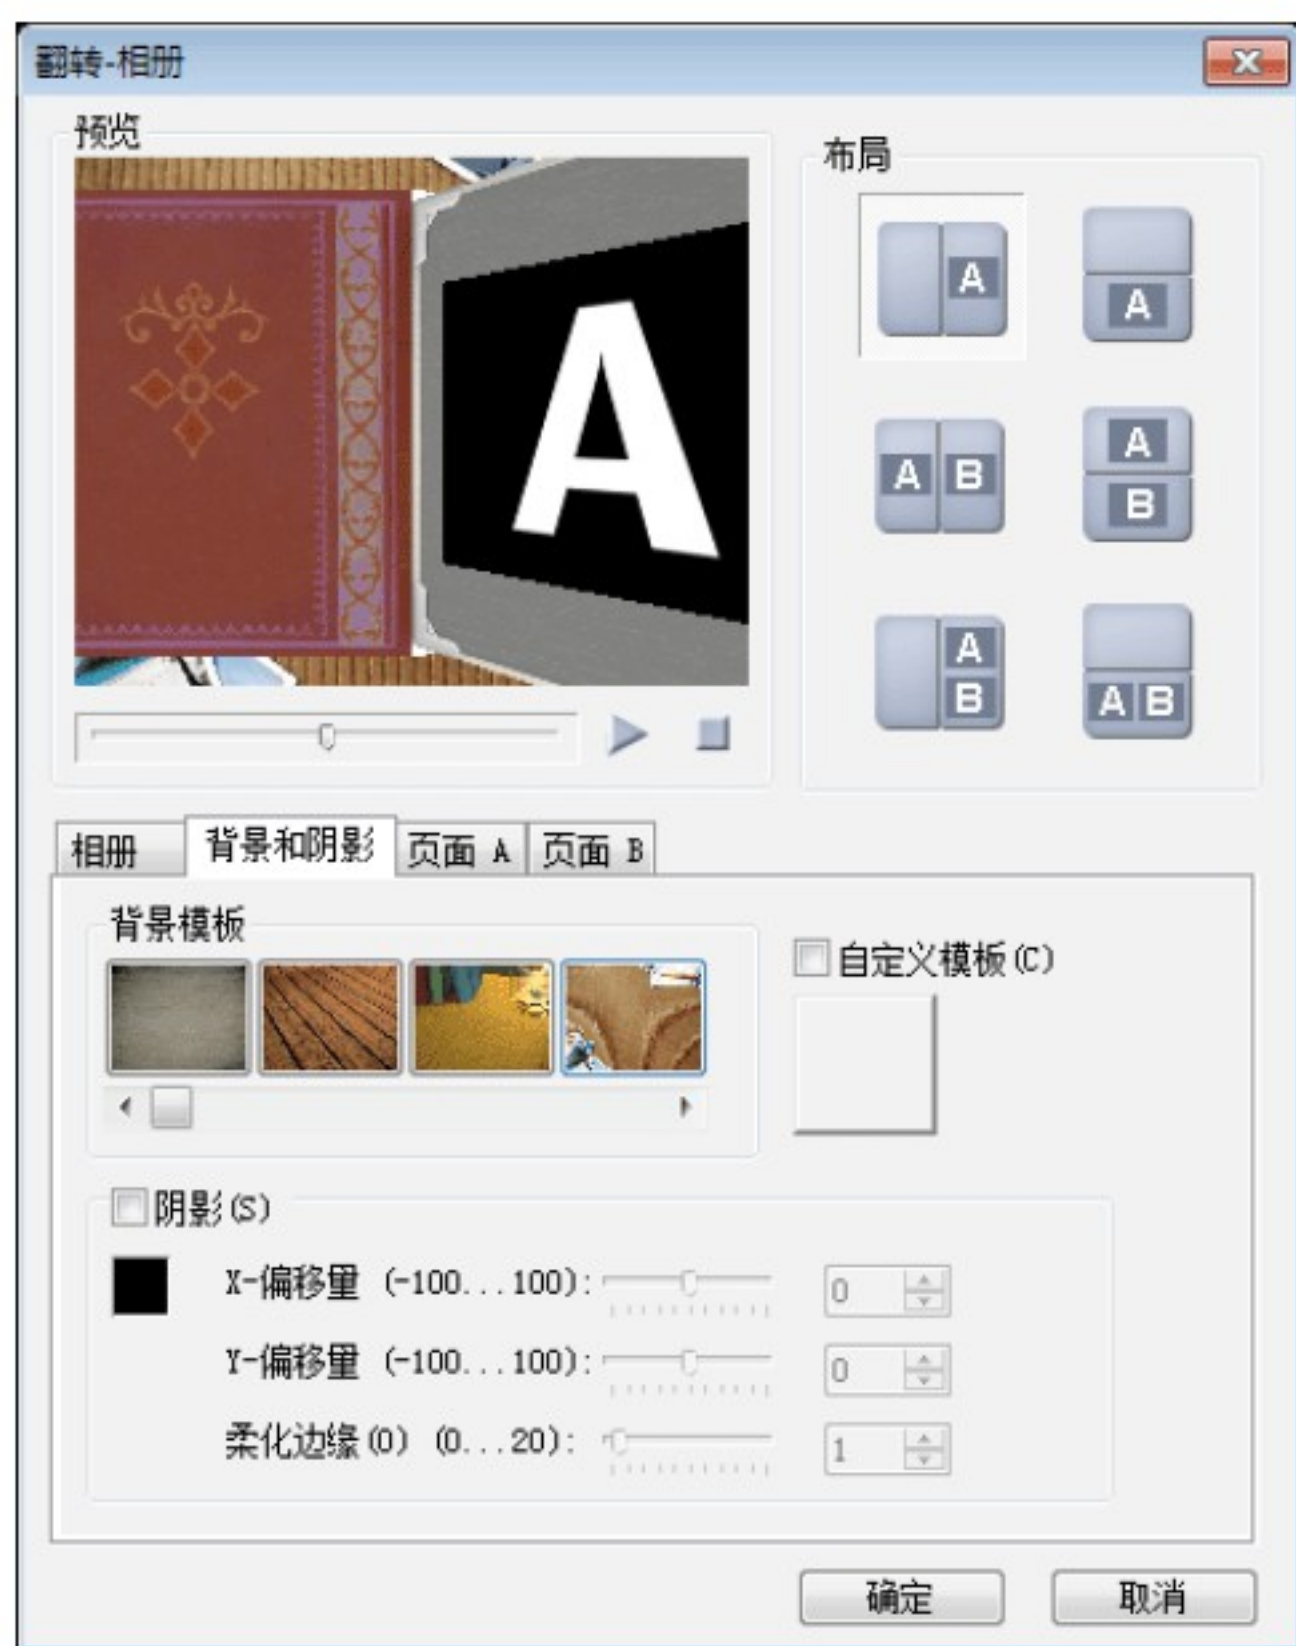 翻转-相册
预览
A
布局
A
A
A B
A
B
A
B
A B
相册
背景和阴影
页面 A
页面 B
背景模板
自定义模板(C)
阴影(S)
X-偏移量 (-100...100):
0
Y-偏移量 (-100...100):
0
柔化边缘(O) (0...20):
1
确定
取消